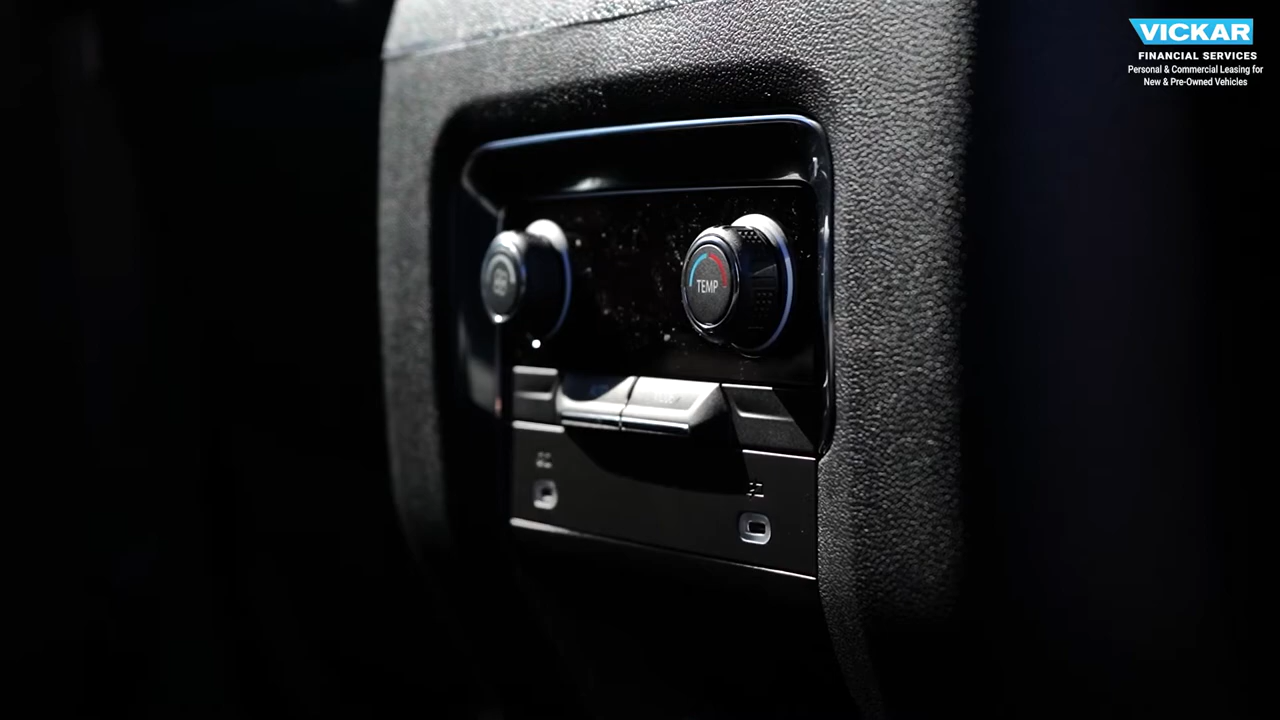 VICKAR
FINANCIAL SERVICES
Personal & Commercial Leasing for
New & Pre-Owned Vehicles
TEMP